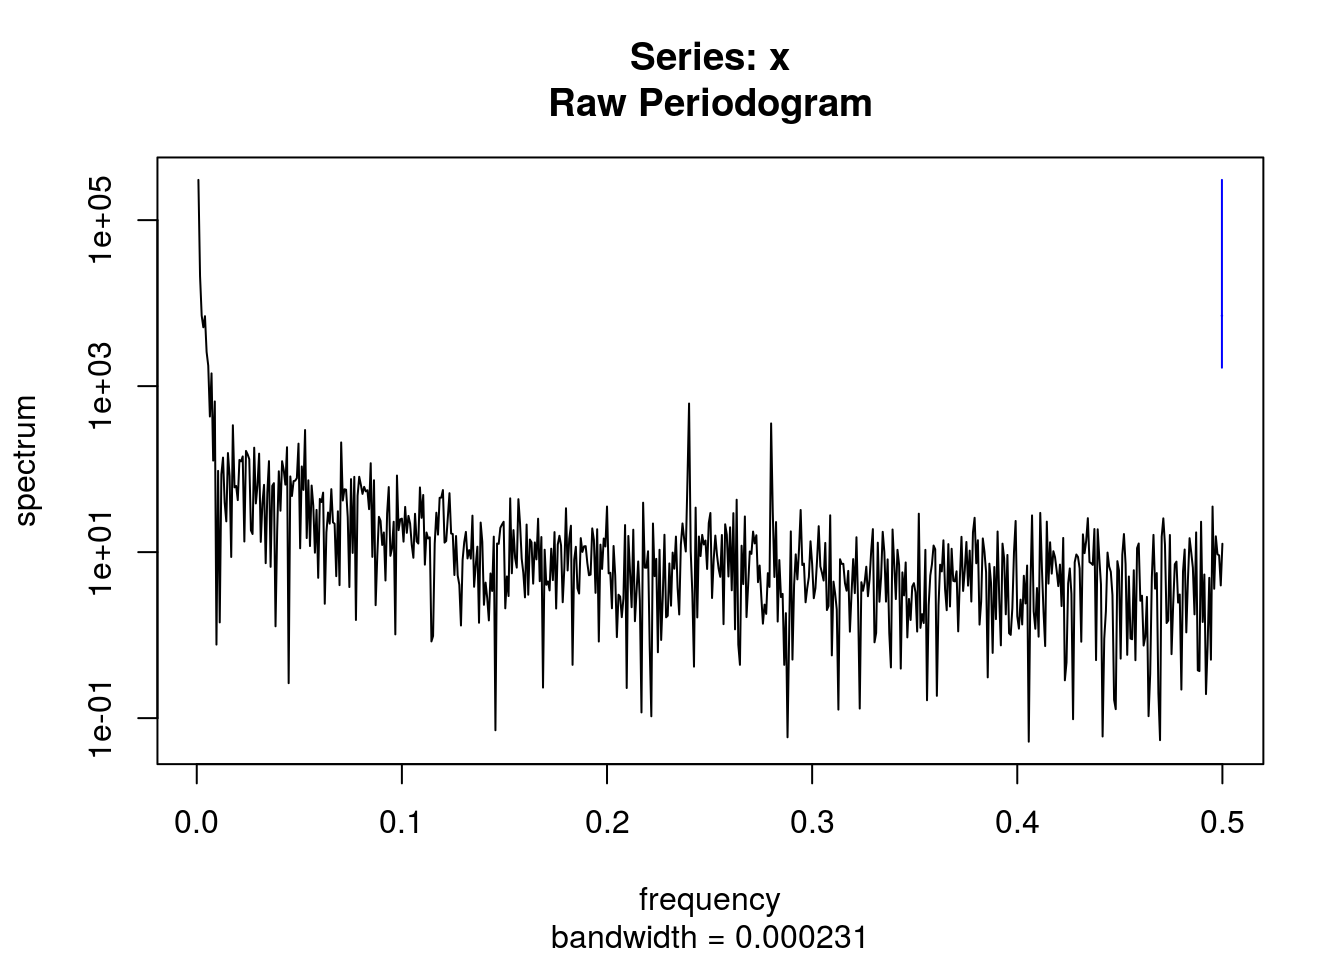 Series: x
Raw Periodogram
spectrum
1e+05
1e+03
1e+01
1e-01
0.0 0.1 0.2 0.3 0.4 0.5
frequency
bandwidth = 0.000231